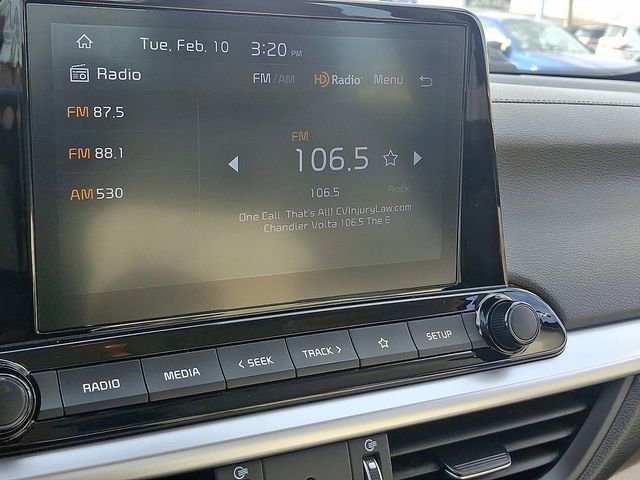 Tue, Feb. 10 3:20 PM
Radio FM/AM HD Radio Menu
FM 87.5
FM 88.1
AM 530
FM
106.5
106.5 Rock
One Call, That's All! CVInjuryLaw.com
Chandler Volta 106.5 The E
RADIO MEDIA < SEEK TRACK > SETUP